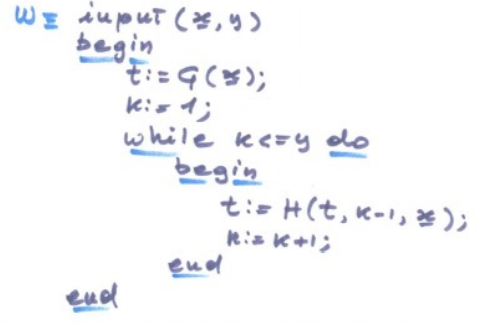 W≡ input (x, y)
begin
t:= G(x);
k:= 1;
while k<=y do
begin
t:= H(t, k-1, x);
k:= k+1;
end
end